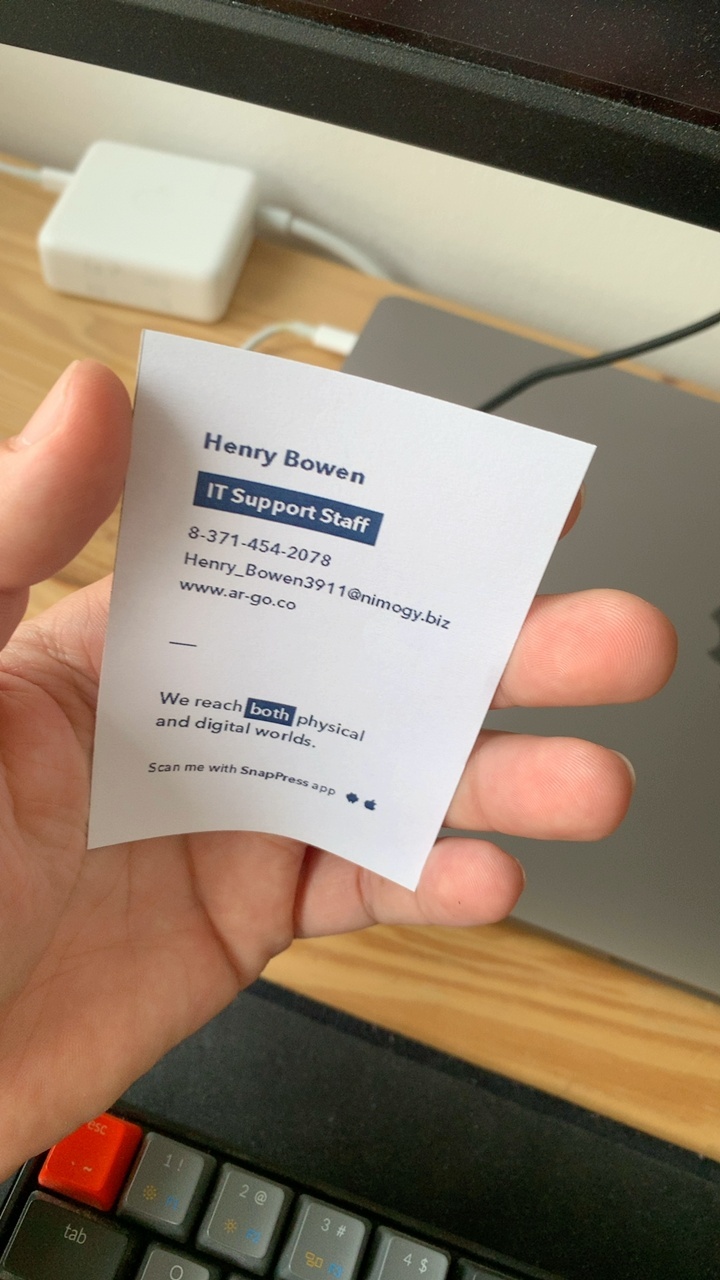 Henry Bowen
IT Support Staff
8-371-454-2078
Henry_Bowen3911@nimogy.biz
www.ar-go.co
—
We reach both physical
and digital worlds.
Scan me with SnapPress app
esc
. ~
1 !
2 @
3 #
4 $
tab